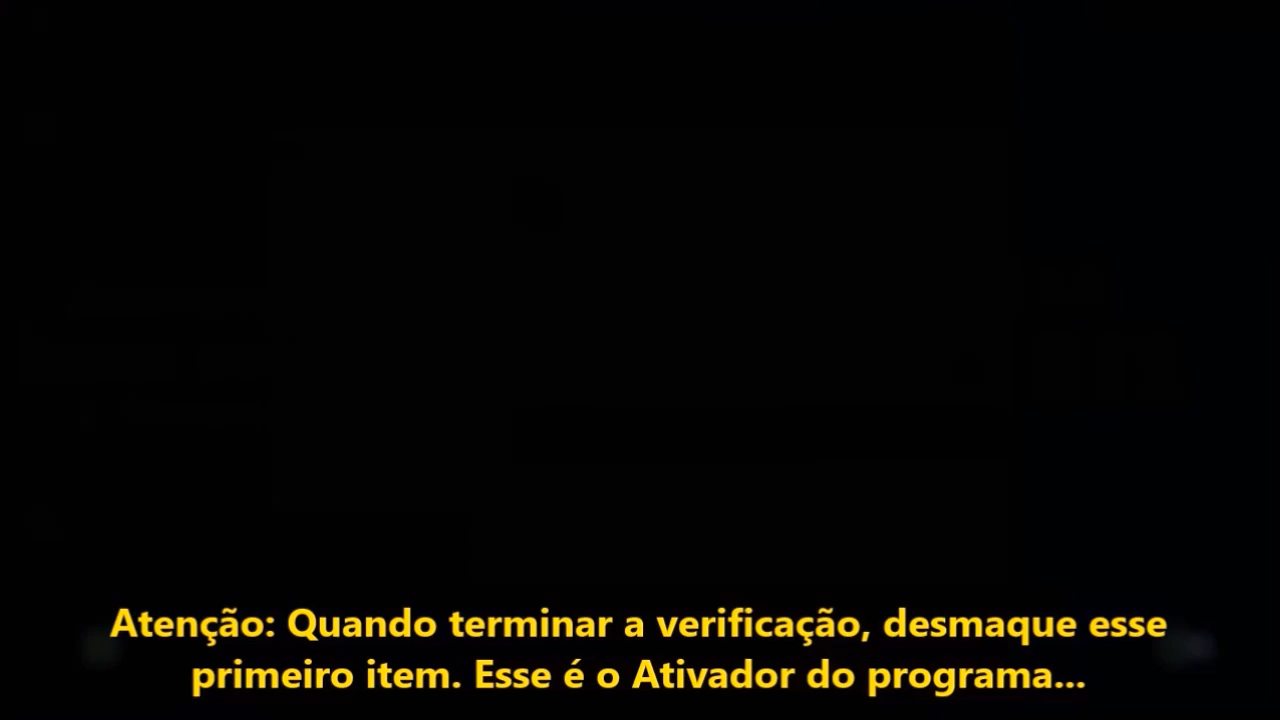 Atenção: Quando terminar a verificação, desmaque esse
primeiro item. Esse é o Ativador do programa...